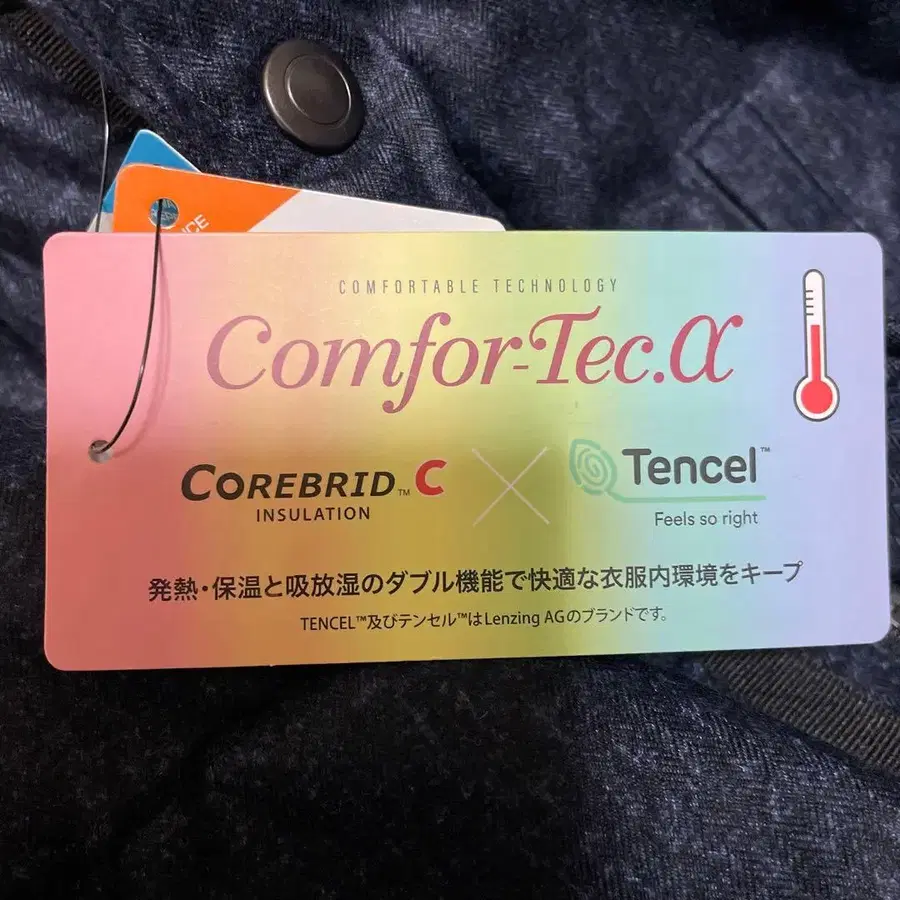 COMFORTABLE TECHNOLOGY
Comfor-Tec.α
COREBRID™ C
INSULATION
Tencel™
Feels so right
発熱・保温と吸放湿のダブル機能で快適な衣服内環境をキープ
TENCEL™及びテンセル™はLenzing AGのブランドです。